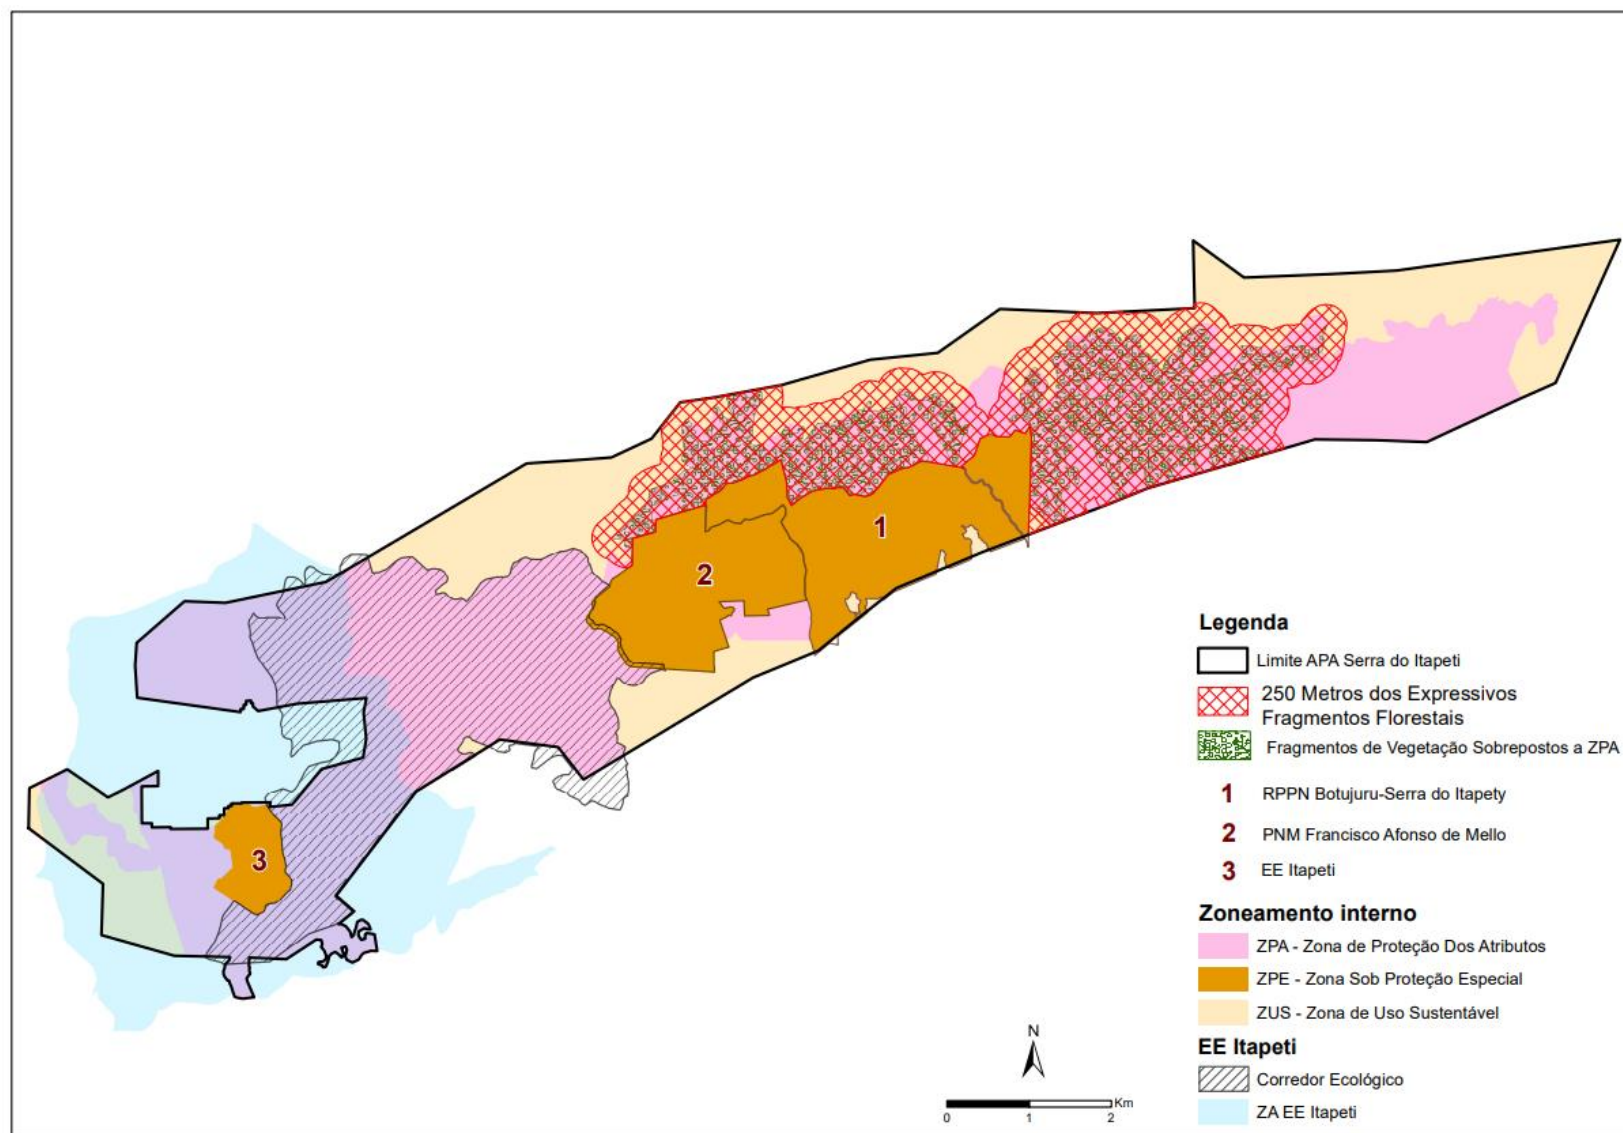 1
2
3
Legenda
Limite APA Serra do Itapeti
250 Metros dos Expressivos
Fragmentos Florestais
Fragmentos de Vegetação Sobrepostos a ZPA
1 RPPN Botujuru-Serra do Itapety
2 PNM Francisco Afonso de Mello
3 EE Itapeti
Zoneamento interno
ZPA - Zona de Proteção Dos Atributos
ZPE - Zona Sob Proteção Especial
ZUS - Zona de Uso Sustentável
EE Itapeti
Corredor Ecológico
ZA EE Itapeti
N
Km
0 1 2